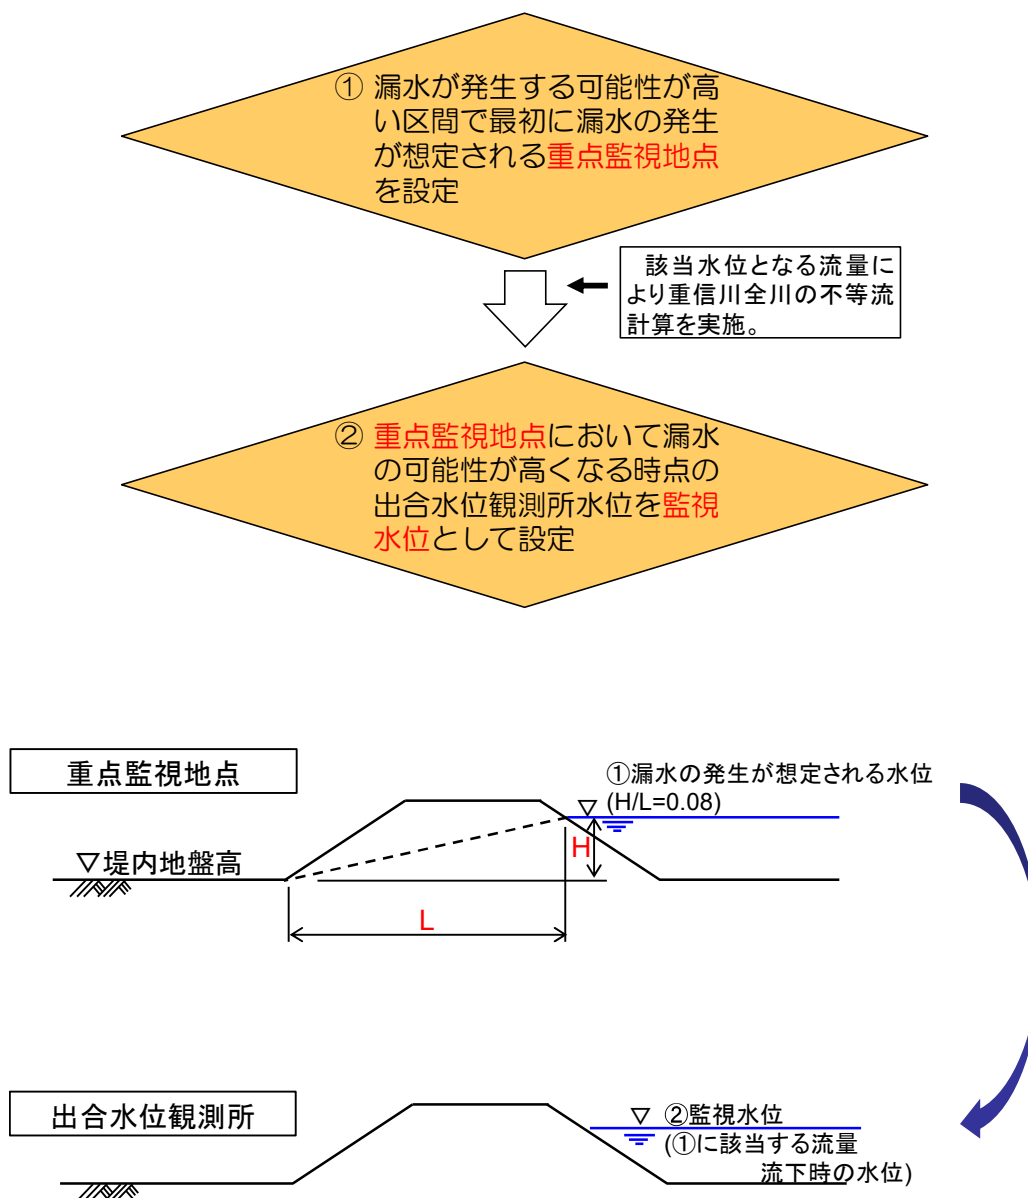 ① 漏水が発生する可能性が高
い区間で最初に漏水の発生
が想定される重点監視地点
を設定
該当水位となる流量に
より重信川全川の不等流
計算を実施。
② 重点監視地点において漏水
の可能性が高くなる時点の
出合水位観測所水位を監視
水位として設定
重点監視地点
①漏水の発生が想定される水位
(H/L=0.08)
▽
▽堤内地盤高
H
L
出合水位観測所
▽ ②監視水位
(①に該当する流量
流下時の水位)